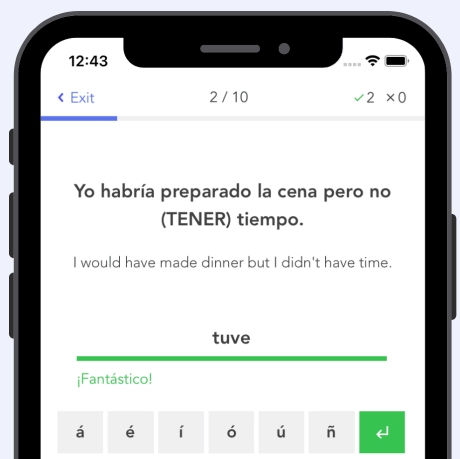 12:43
Exit
2 / 10
✓2 ×0
Yo habría preparado la cena pero no
(TENER) tiempo.
I would have made dinner but I didn't have time.
tuve
¡Fantástico!
á é í ó ú ñ